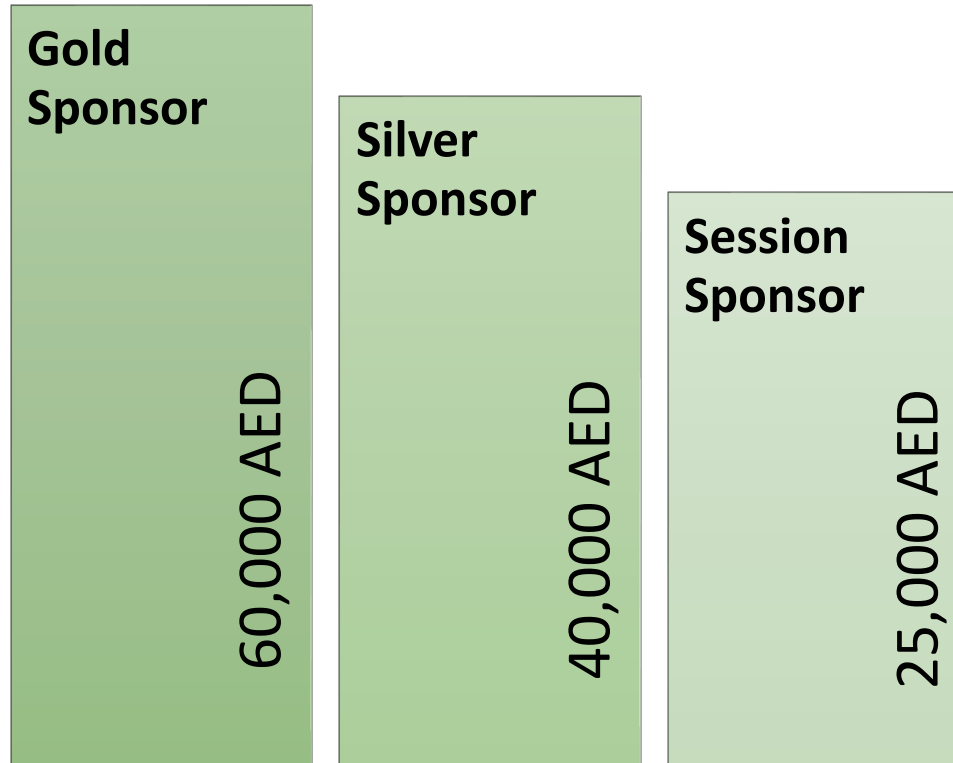 Gold
Sponsor
60,000 AED
Silver
Sponsor
40,000 AED
Session
Sponsor
25,000 AED